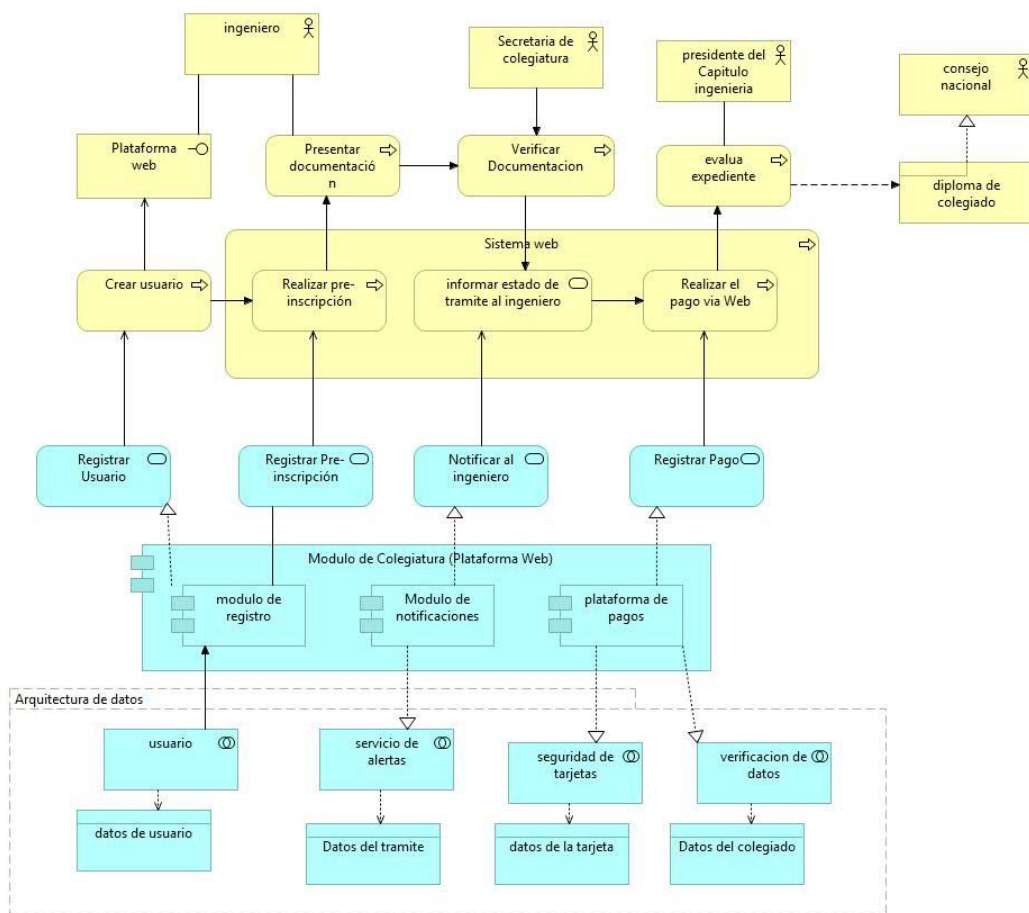 ingeniero
Secretaria de
colegiatura
presidente del
Capitulo
ingenieria
consejo
nacional
Plataforma
web
Presentar
documentació
n
Verificar
Documentacion
evalua
expediente
diploma de
colegiado
Sistema web
Crear usuario
Realizar pre-
inscripción
informar estado de
tramite al ingeniero
Realizar el
pago via Web
Registrar
Usuario
Registrar Pre-
inscripción
Notificar al
ingeniero
Registrar Pago
Modulo de Colegiatura (Plataforma Web)
modulo de
registro
Modulo de
notificaciones
plataforma de
pagos
Arquitectura de datos
usuario
servicio de
alertas
seguridad de
tarjetas
verificacion de
datos
datos de usuario
Datos del tramite
datos de la tarjeta
Datos del colegiado